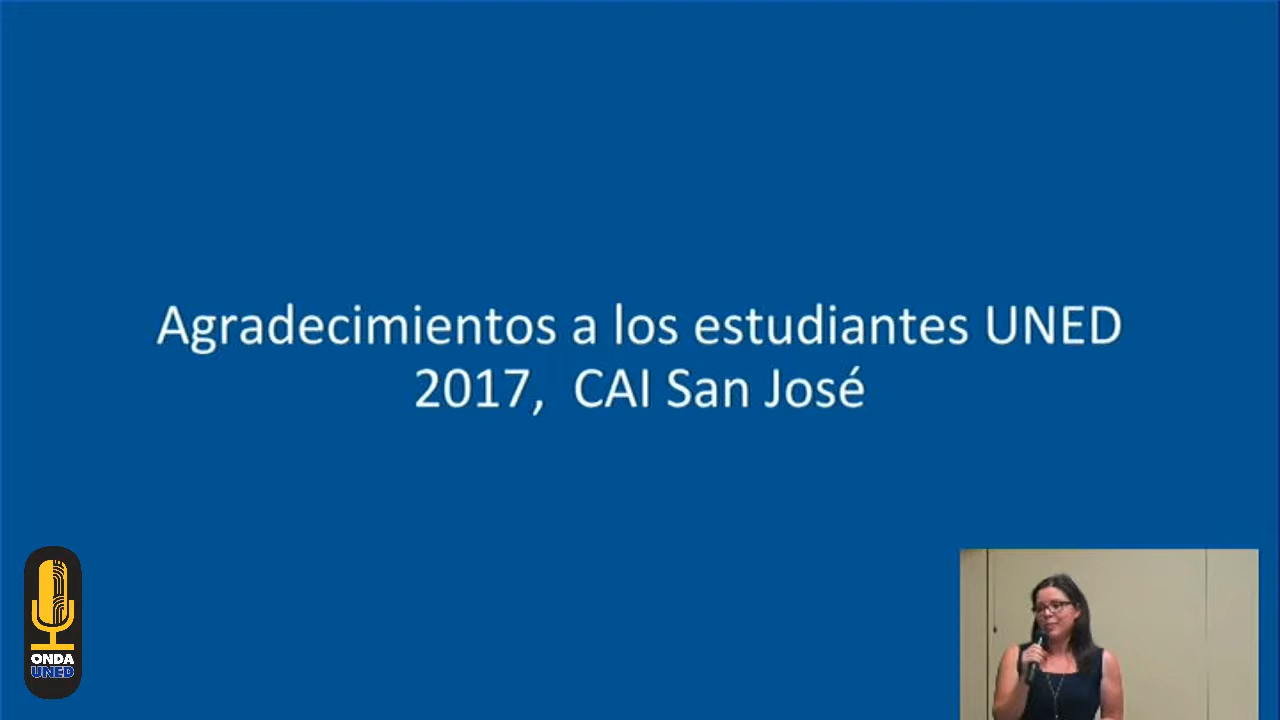 Agradecimientos a los estudiantes UNED
2017, CAI San José
ONDA
UNED